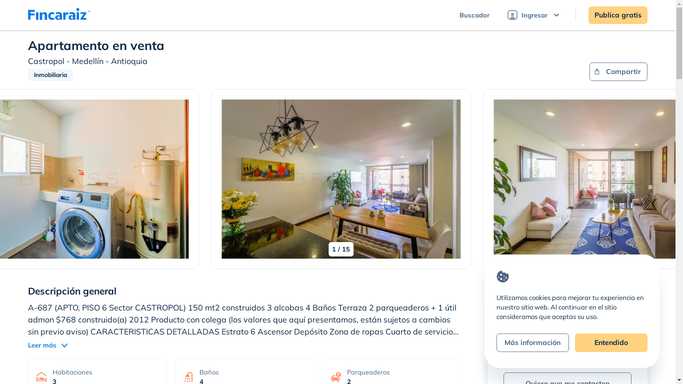 Fincaraiz
Buscador
Ingresar
Publica gratis
Apartamento en venta
Castropol - Medellín - Antioquia
Inmobiliaria
Compartir
1 / 15
Descripción general
A-687 (APTO, PISO 6 Sector CASTROPOL) 150 mt2 construidos 3 alcobas 4 Baños Terraza 2 parqueaderos + 1 útil
admon $768 construido(a) 2012 Producto con colega (los valores que aquí presentamos, están sujetos a cambios
sin previo aviso) CARACTERISTICAS DETALLADAS Estrato 6 Ascensor Depósito Zona de ropas Cuarto de servicio...
Leer más
Habitaciones
3
Baños
4
Parqueaderos
2
Utilizamos cookies para mejorar tu experiencia en
nuestro sitio web. Al continuar en el sitio
consideramos que aceptas su uso.
Más información
Entendido
Quiero que me contacten